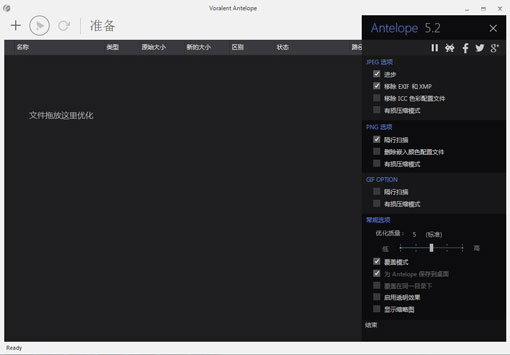 Voralent Antelope
准备
名称 类型 原始大小 新的大小 区别 状态 路径
文件拖放这里优化
Antelope 5.2
JPEG 选项
进步
移除 EXIF 和 XMP
移除 ICC 色彩配置文件
有损压缩模式
PNG 选项
隔行扫描
删除嵌入颜色配置文件
有损压缩模式
GIF OPTION
隔行扫描
有损压缩模式
常规选项
优化质量： 5 (标准)
低 高
覆盖模式
为 Antelope 保存到桌面
覆盖在同一目录下
启用透明效果
显示缩略图
结束
Ready